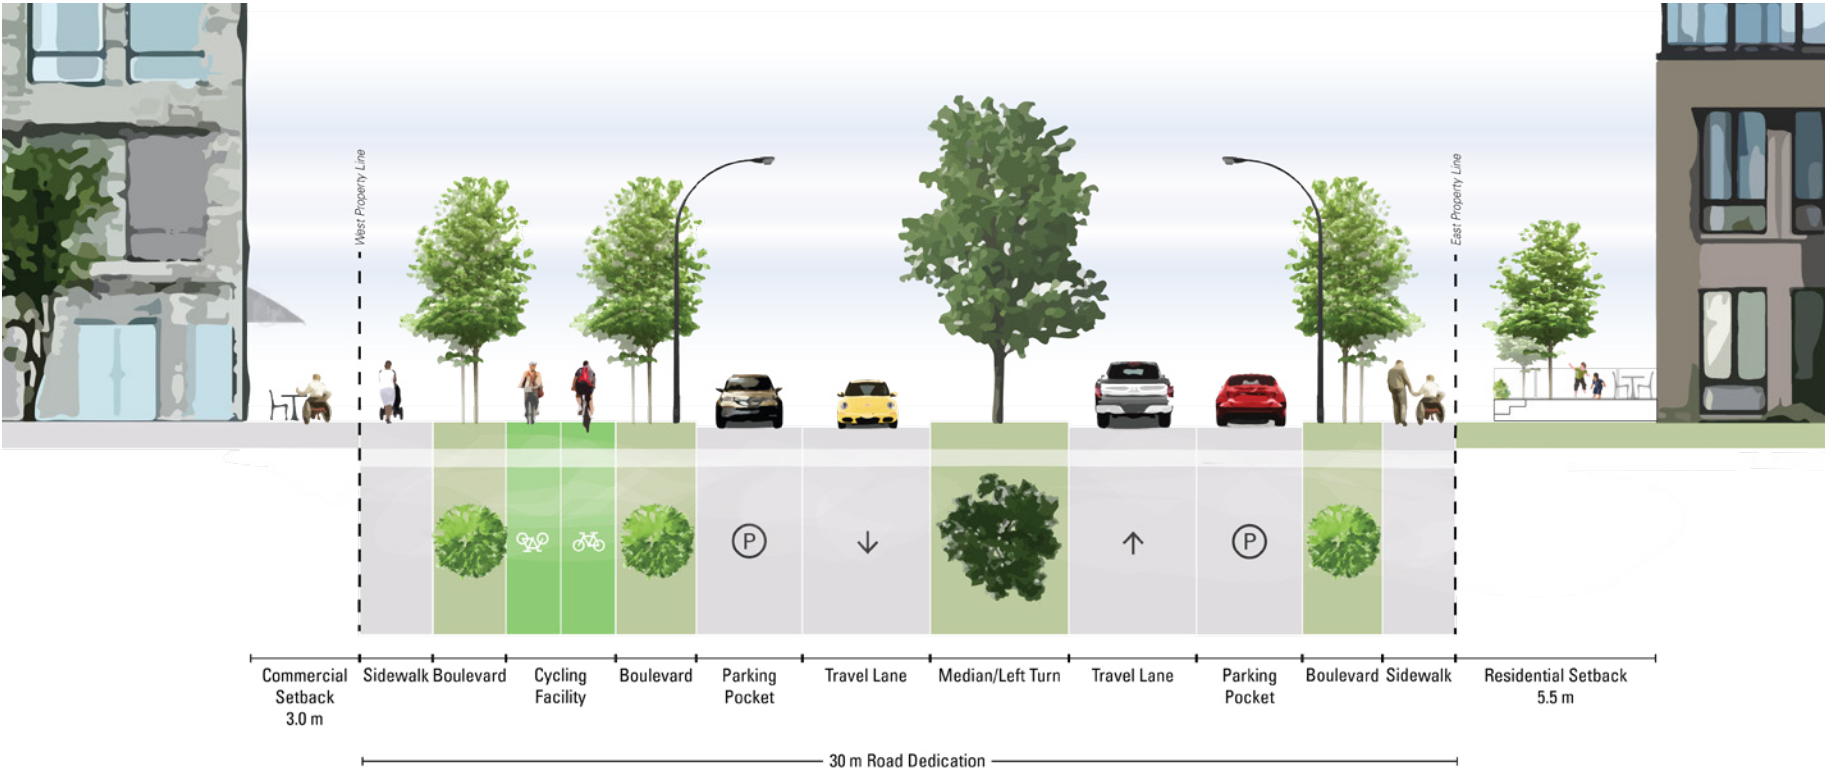 West Property Line
East Property Line
P
P
Commercial
Setback
3.0 m
Sidewalk
Boulevard
Cycling
Facility
Boulevard
Parking
Pocket
Travel Lane
Median/Left Turn
Travel Lane
Parking
Pocket
Boulevard
Sidewalk
Residential Setback
5.5 m
30 m Road Dedication